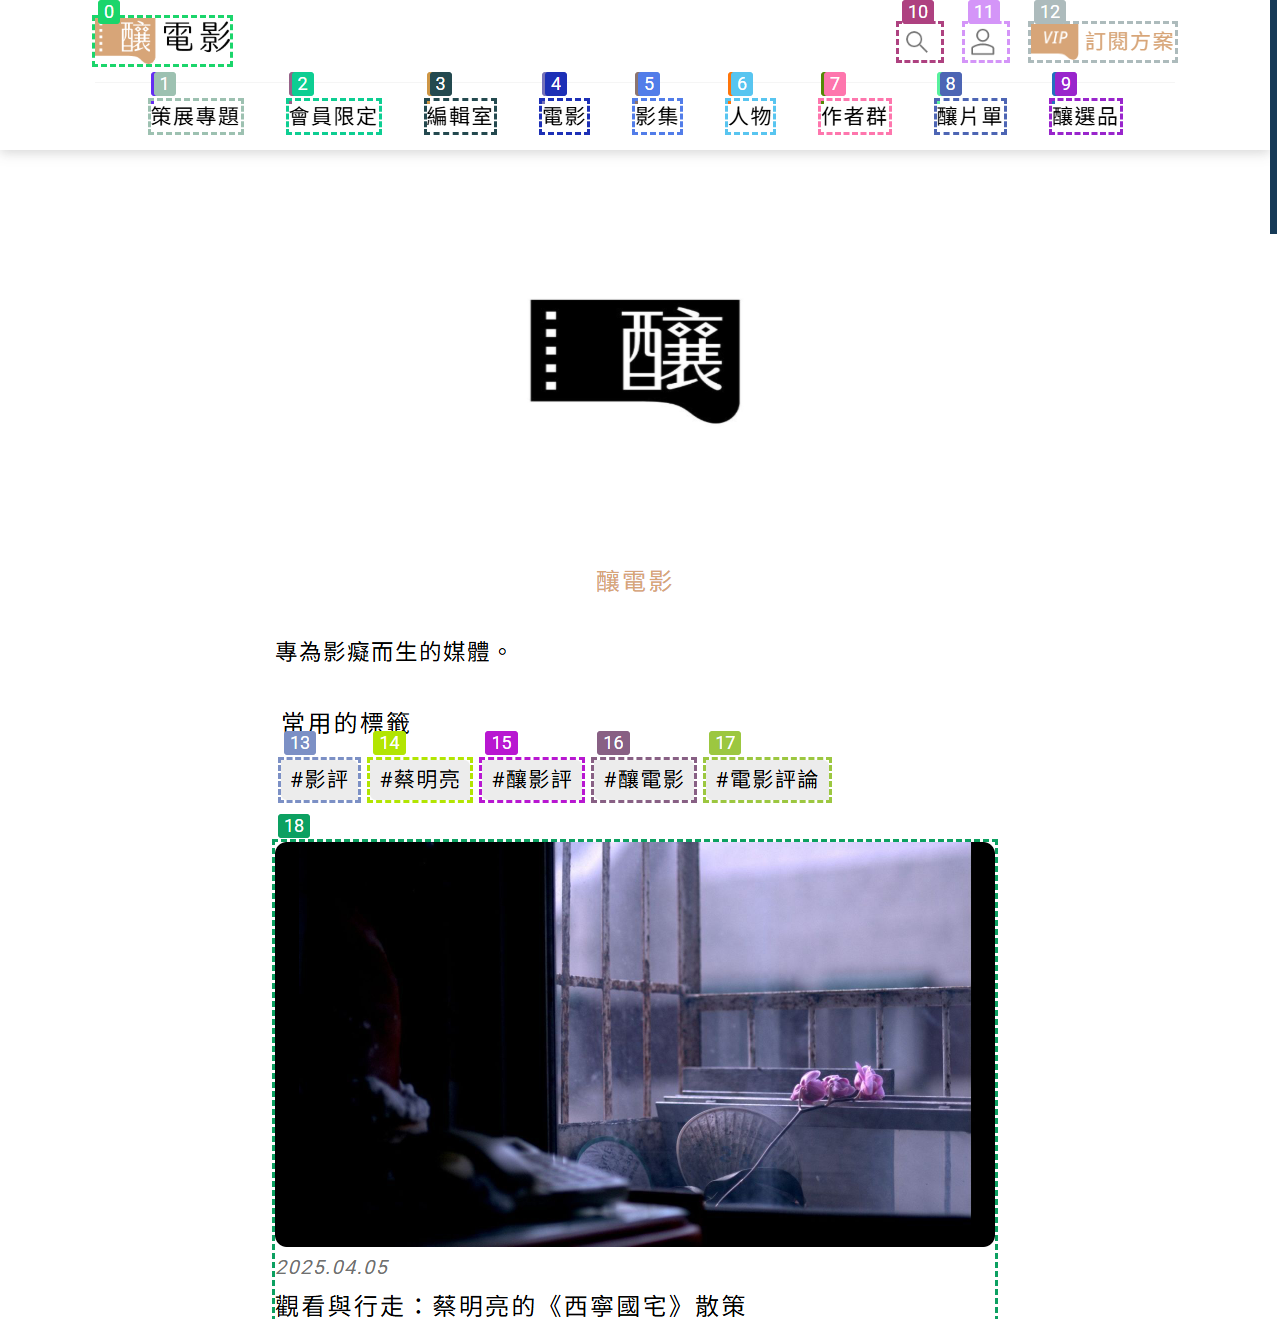 釀電影
VIP 訂閱方案
0
10
11
12
1
2
3
4
5
6
7
8
9
策展專題
會員限定
編輯室
電影
影集
人物
作者群
釀片單
釀選品
釀
釀電影
專為影癡而生的媒體。
常用的標籤
13
14
15
16
17
#影評
#蔡明亮
#釀影評
#釀電影
#電影評論
18
2025.04.05
觀看與行走：蔡明亮的《西寧國宅》散策